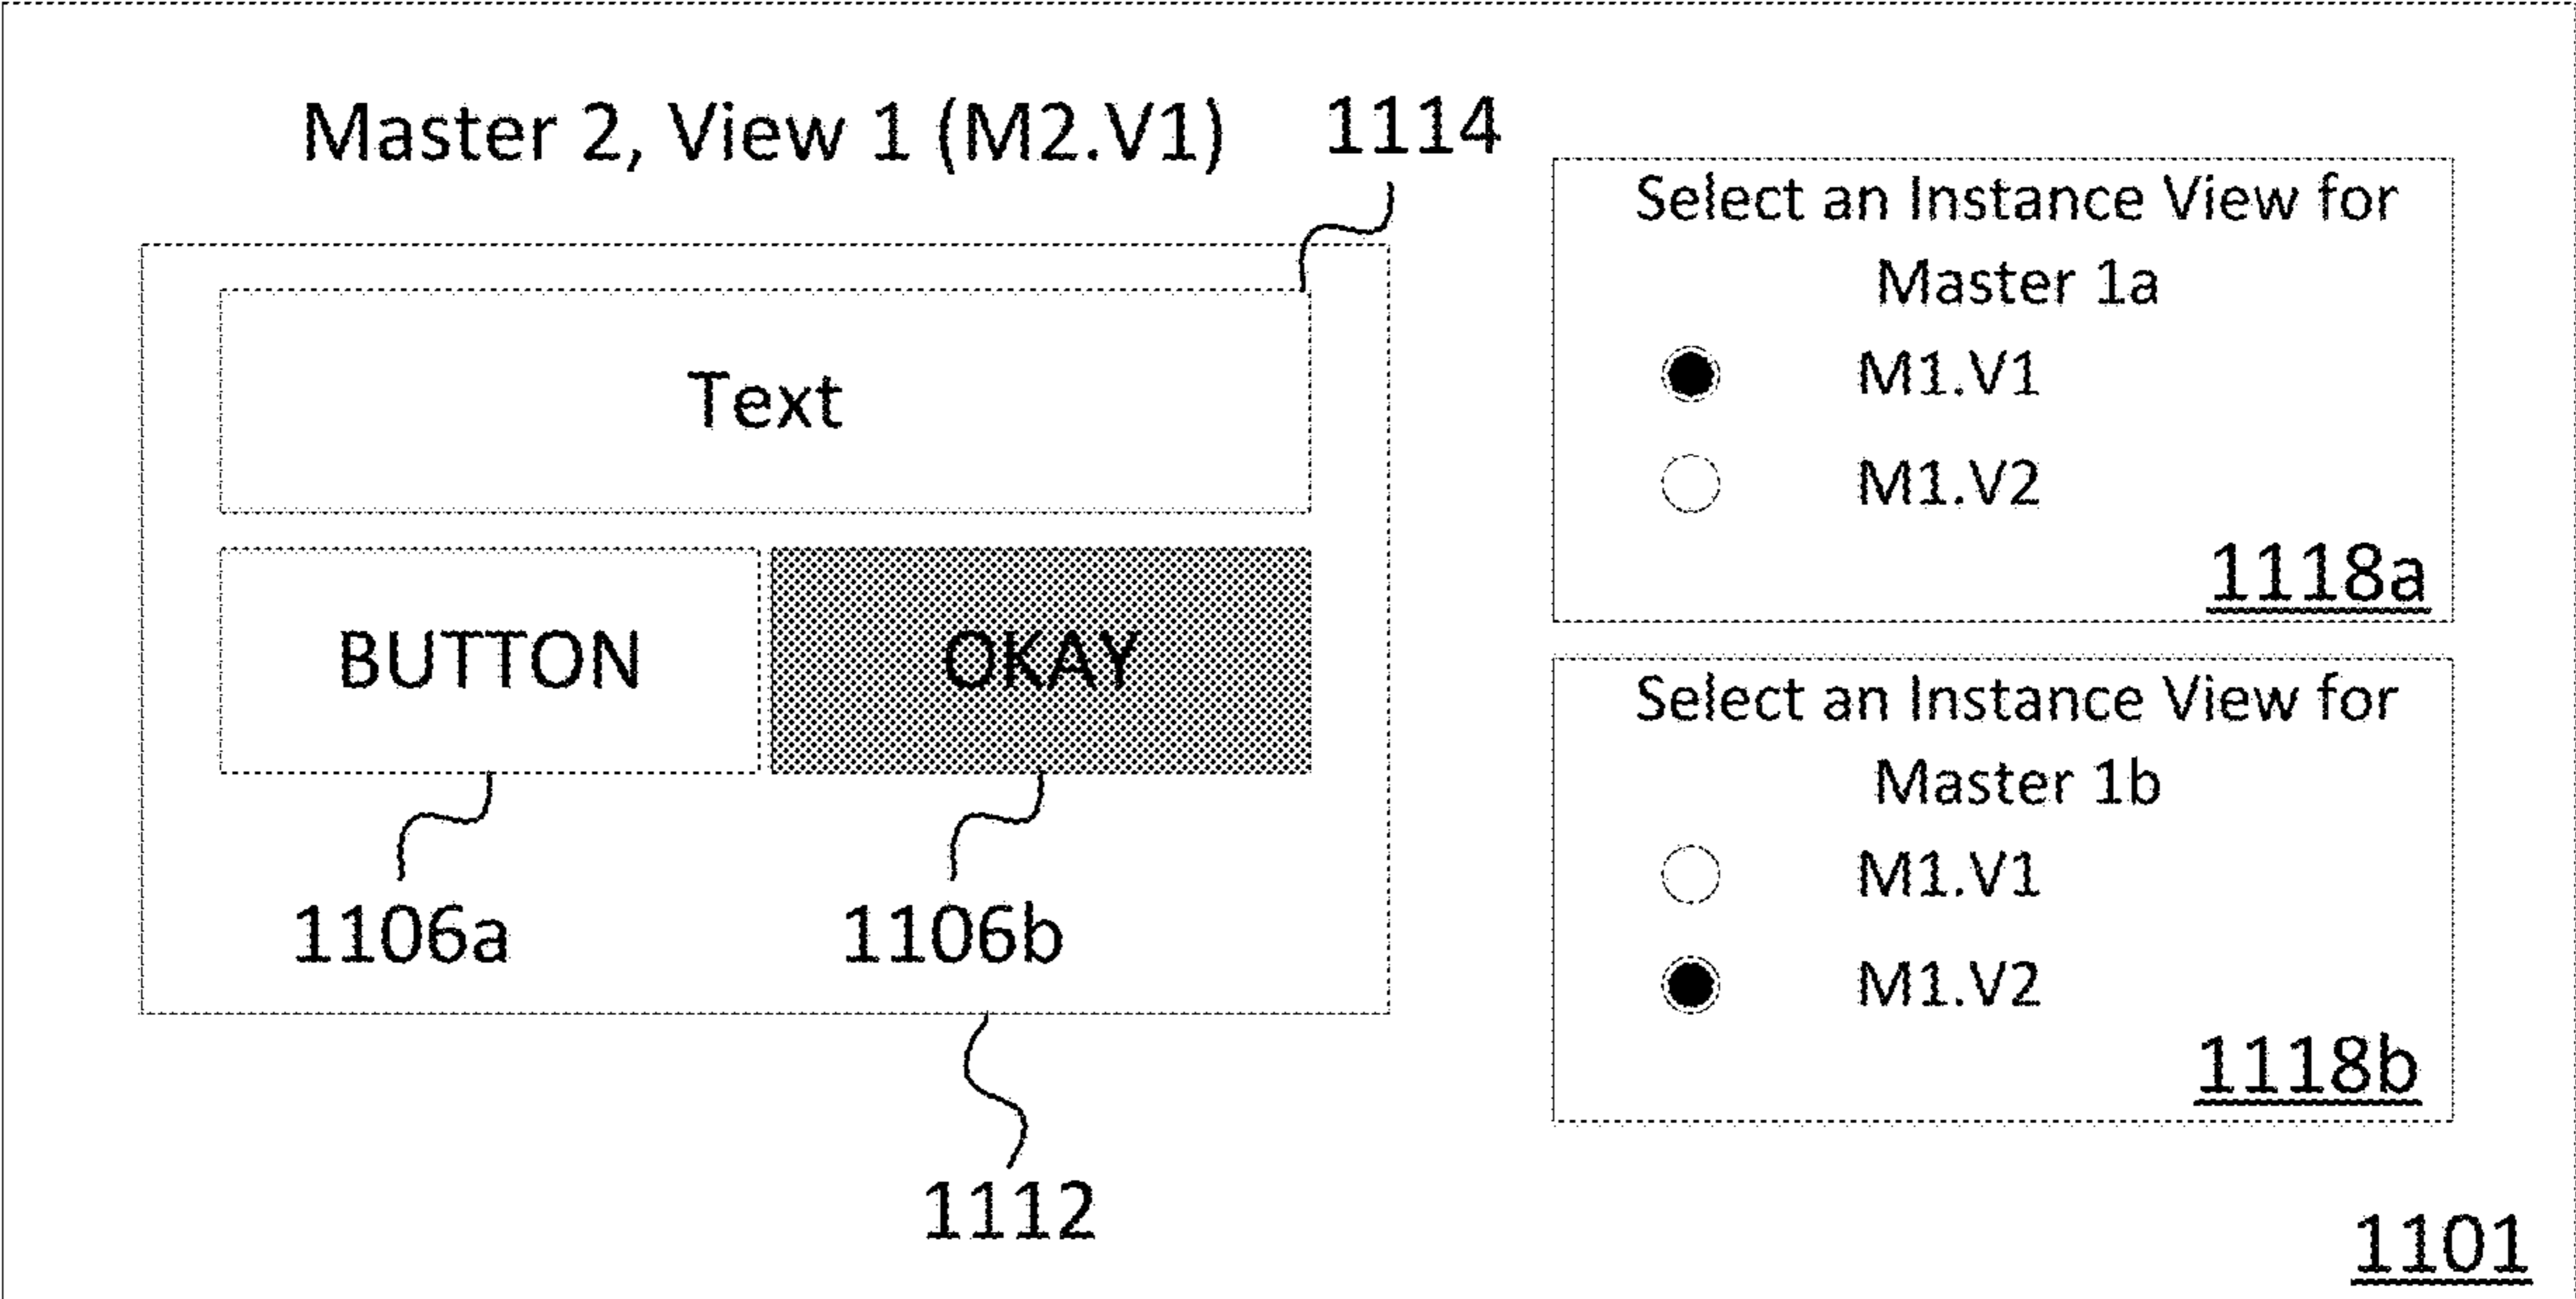 Master 2, View 1 (M2.V1)
1114
Text
BUTTON
OKAY
1106a
1106b
1112
Select an Instance View for
Master 1a
M1.V1
M1.V2
1118a
Select an Instance View for
Master 1b
M1.V1
M1.V2
1118b
1101